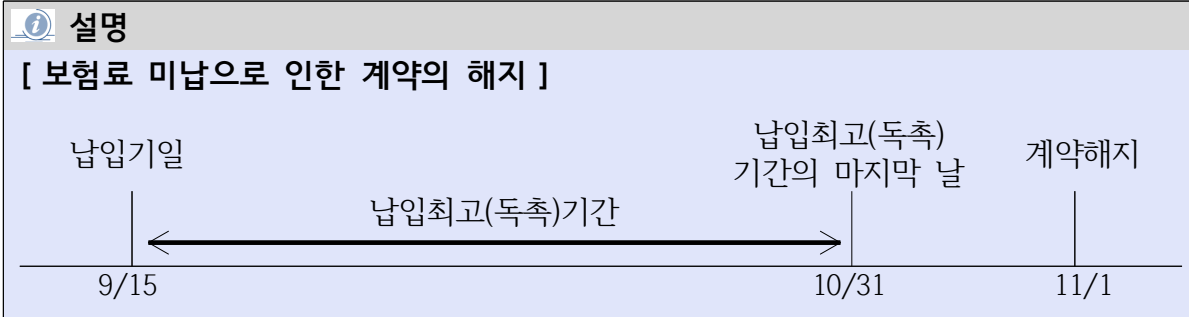 설명
[ 보험료 미납으로 인한 계약의 해지 ]
납입기일
납입최고(독촉)
기간의 마지막 날
계약해지
납입최고(독촉)기간
9/15
10/31
11/1